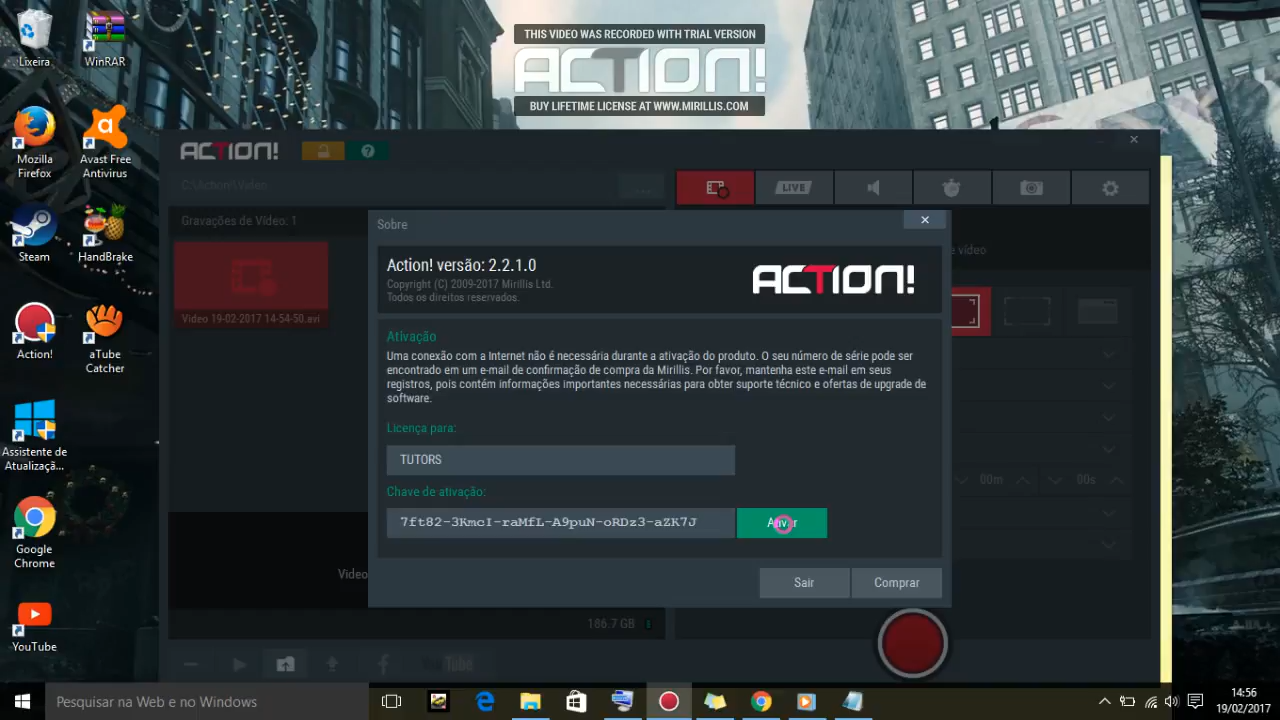 THIS VIDEO WAS RECORDED WITH TRIAL VERSION
ACTION!
BUY LIFETIME LICENSE AT WWW.MIRILLIS.COM
Lixeira
WinRAR
Mozilla
Firefox
Avast Free
Antivirus
Steam
HandBrake
Action!
aTube
Catcher
Assistente de
Atualizaçã...
Google
Chrome
YouTube
ACTION!
C:\Action!\Video
...
LIVE
Gravações de Vídeo: 1
Video 19-02-2017 14-54-50.avi
Video
186.7 GB
00m
00s
YouTube
Sobre
Action! versão: 2.2.1.0
Copyright (C) 2009-2017 Mirillis Ltd.
Todos os direitos reservados.
ACTION!
Ativação
Uma conexão com a Internet não é necessária durante a ativação do produto. O seu número de série pode ser
encontrado em um e-mail de confirmação de compra da Mirillis. Por favor, mantenha este e-mail em seus
registros, pois contém informações importantes necessárias para obter suporte técnico e ofertas de upgrade de
software.
Licença para:
TUTORS
Chave de ativação:
7ft82-3KmcI-raMfL-A9puN-oRDz3-aZK7J
Ativar
Sair
Comprar
Pesquisar na Web e no Windows
14:56
19/02/2017